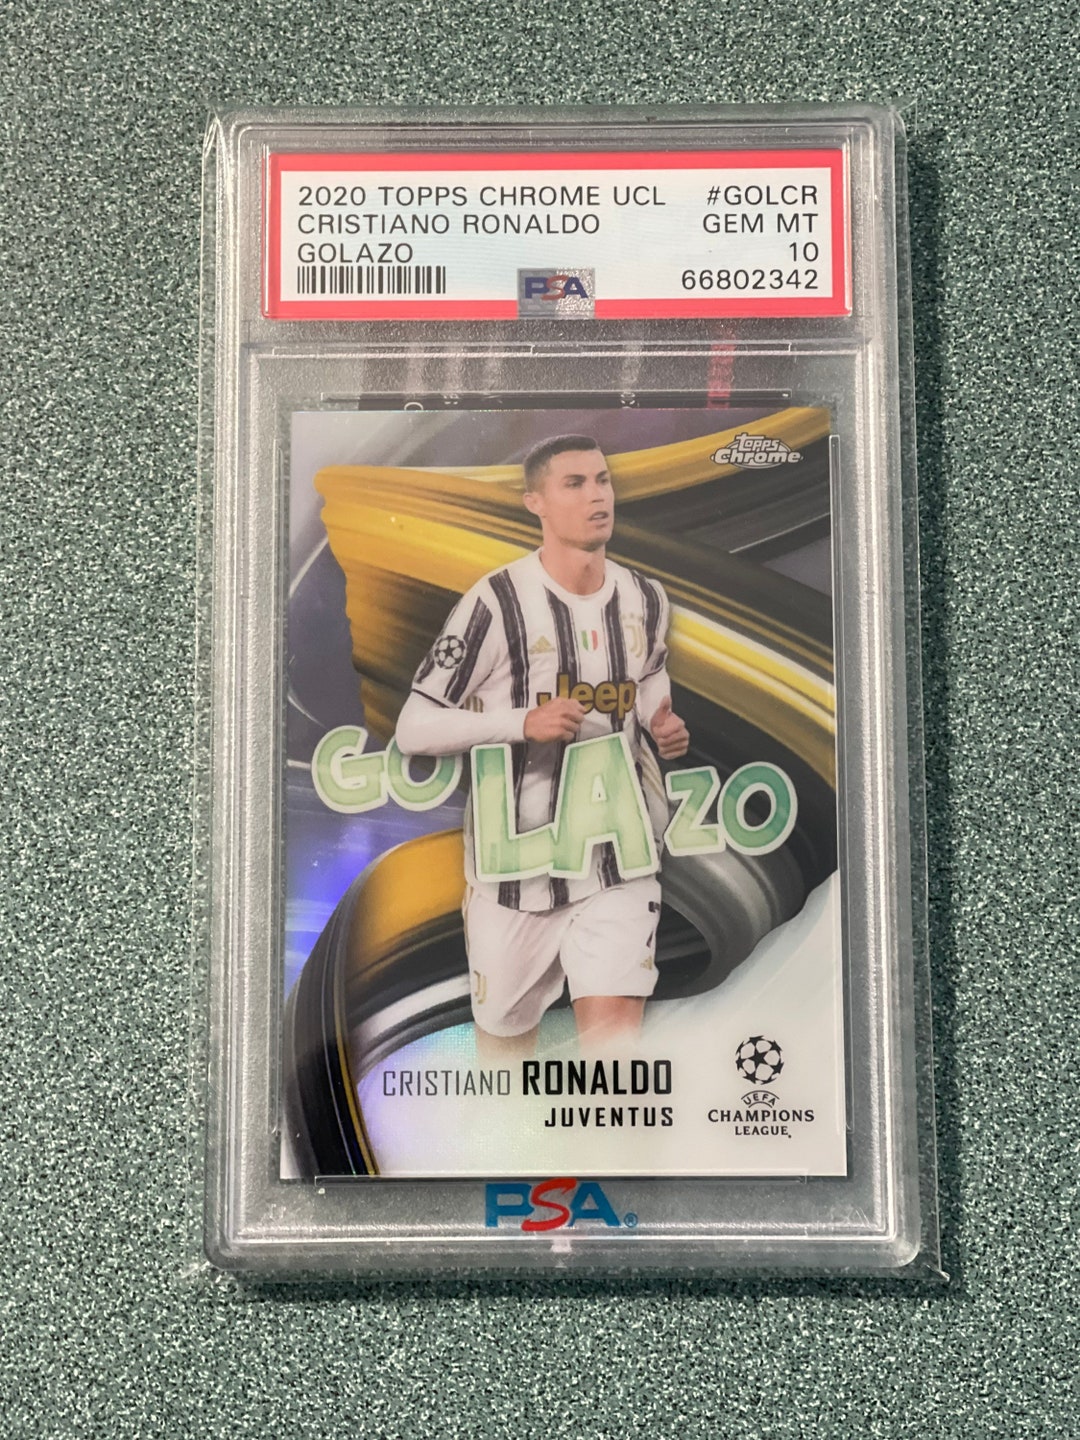 2020 TOPPS CHROME UCL #GOLCR
CRISTIANO RONALDO GEM MT
GOLAZO 10
66802342
PSA
Topps
Chrome
Jeep
GOLAZO
7
CRISTIANO RONALDO
JUVENTUS
UEFA
CHAMPIONS
LEAGUE®
PSA®